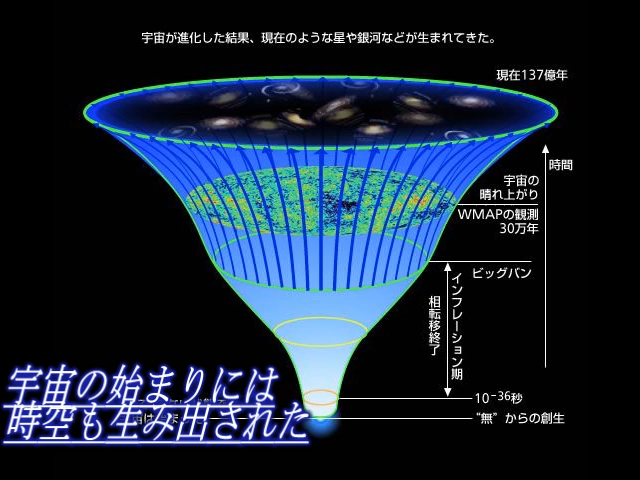 宇宙が進化した結果、現在のような星や銀河などが生まれてきた。
現在137億年
時間
宇宙の
晴れ上がり
WMAPの観測
30万年
ビッグバン
インフレーション期
相転移終了
10⁻³⁶秒
“無”からの創生
宇宙の始まりには
時空も生み出された